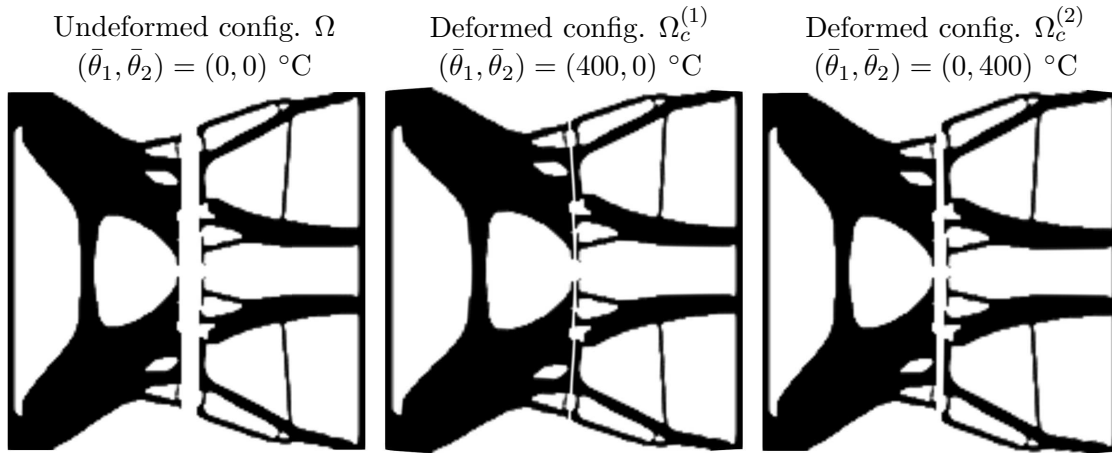 Undeformed config. Ω
(θ̄₁, θ̄₂) = (0, 0) °C
Deformed config. Ω_c^(1)
(θ̄₁, θ̄₂) = (400, 0) °C
Deformed config. Ω_c^(2)
(θ̄₁, θ̄₂) = (0, 400) °C